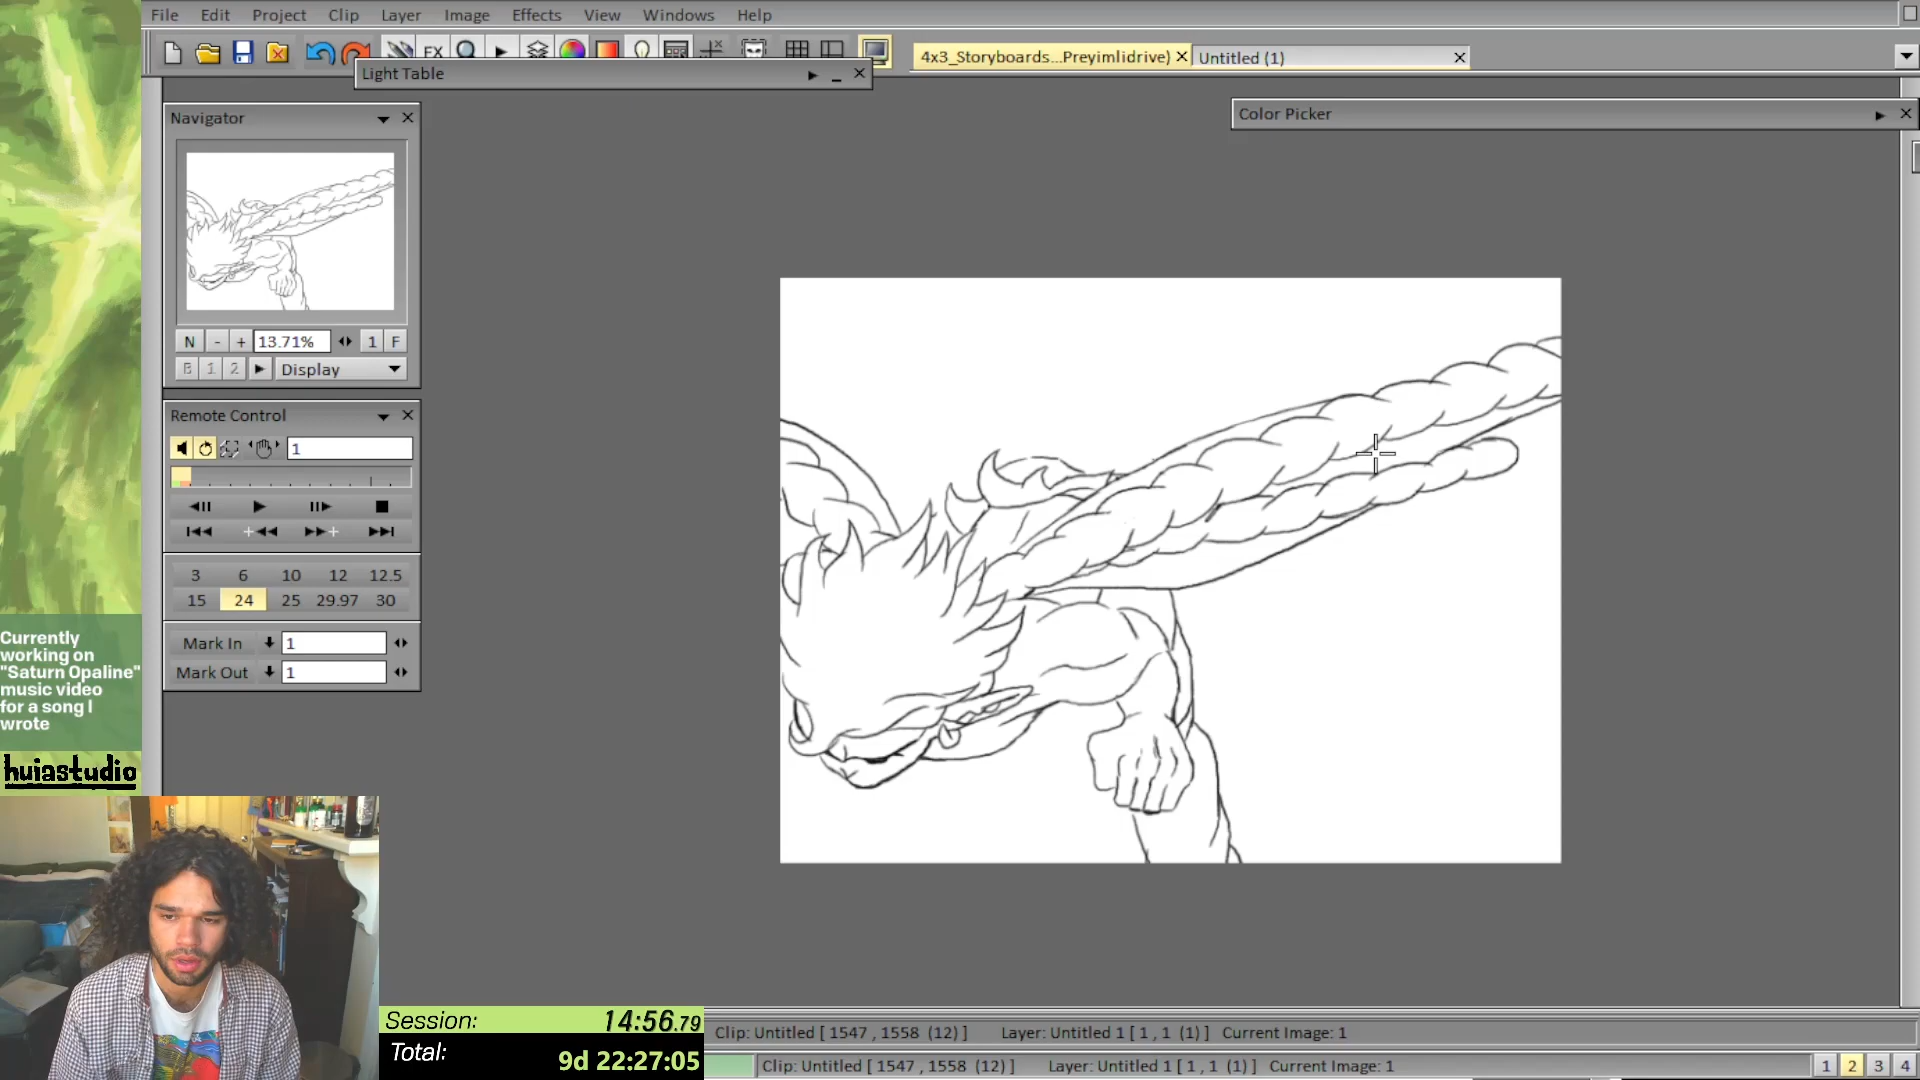 File Edit Project Clip Layer Image Effects View Windows Help
FX
4x3_Storyboards...Preyimlidrive)
Untitled (1)
Light Table
Color Picker
Navigator
N - + 13.71% 1 F
B 1 2 Display
Remote Control
1
3 6 10 12 12.5
15 24 25 29.97 30
Mark In 1
Mark Out 1
Currently
working on
"Saturn Opaline"
music video
for a song I
wrote
huiastudio
Session: 14:56.79
Total: 9d 22:27:05
Clip: Untitled [ 1547 , 1558 (12) ] Layer: Untitled 1 [ 1 , 1 (1) ] Current Image: 1
Clip: Untitled [ 1547 , 1558 (12) ] Layer: Untitled 1 [ 1 , 1 (1) ] Current Image: 1
1 2 3 4